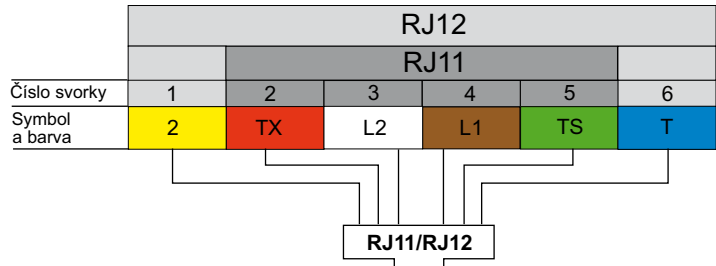 RJ12
RJ11
Číslo svorky 1 2 3 4 5 6
Symbol
a barva 2 TX L2 L1 TS T
RJ11/RJ12